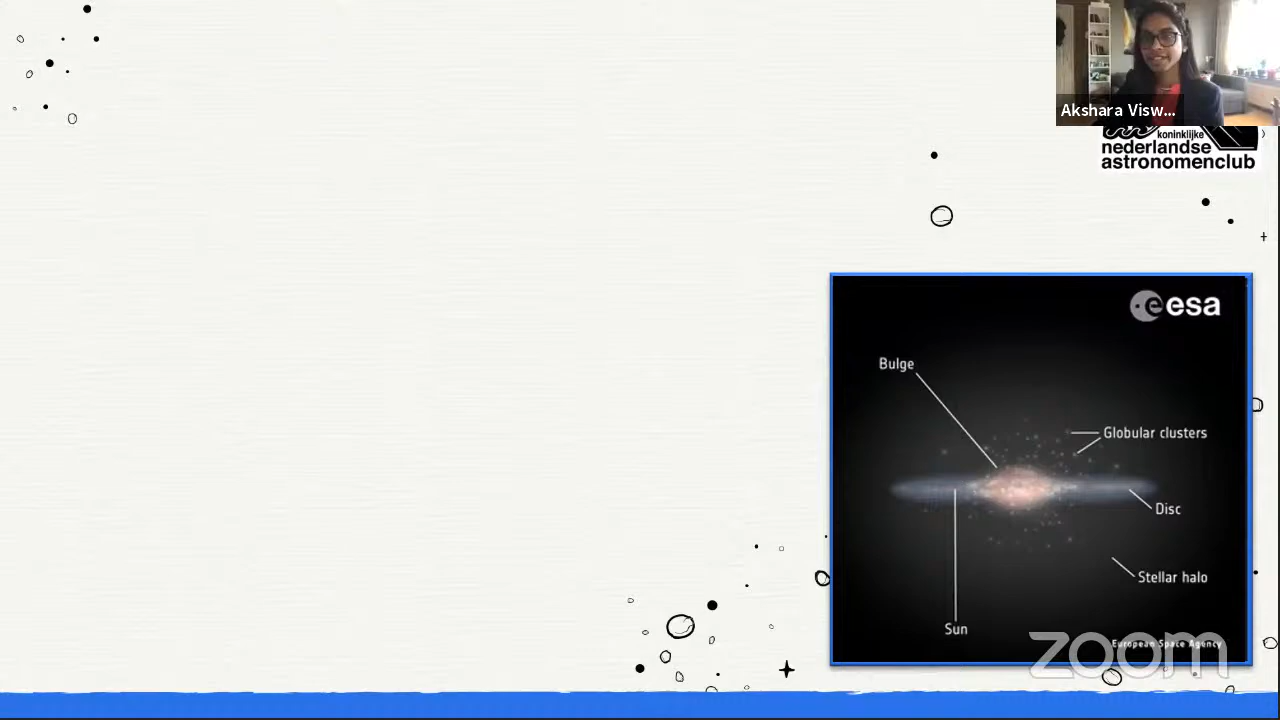 Akshara Visw...
koninklijke
nederlandse
astronomenclub
esa
Bulge
Globular clusters
Disc
Stellar halo
Sun
European Space Agency
zoom